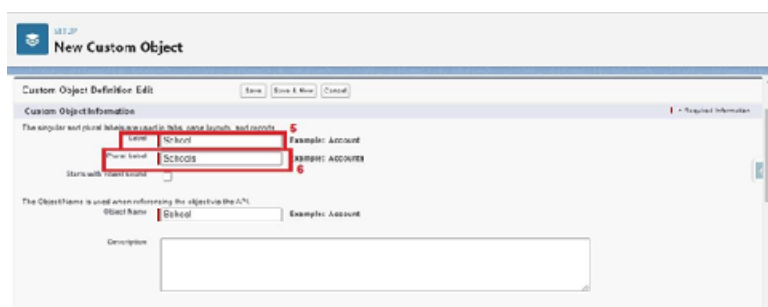 SETUP
New Custom Object
Custom Object Definition Edit
Save
Save & New
Cancel
Custom Object Information
= Required Information
The singular and plural labels are used in tabs, page layouts, and reports.
5
Label
School
Example: Account
Plural Label
Schools
Example: Accounts
6
Starts with vowel sound
The Object Name is used when referencing the object via the API.
Object Name
School
Example: Account
Description